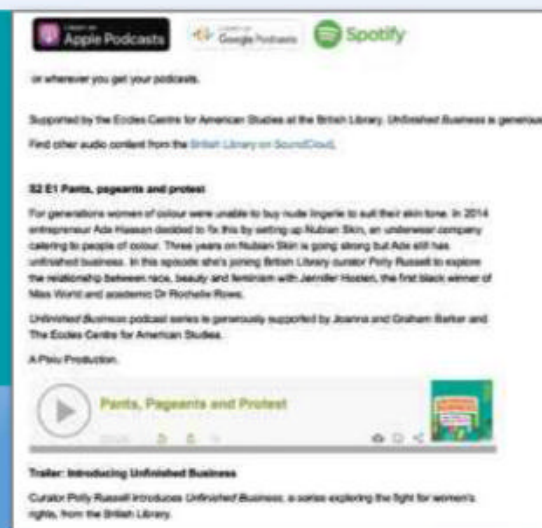 Apple Podcasts
Google Podcasts
Spotify
or wherever you get your podcasts.
Supported by the Eccles Centre for American Studies at the British Library. Unfinished Business is generous
Find other audio content from the British Library on SoundCloud.
S2 E1 Pants, pageants and protest
For generations women of colour were unable to buy nude lingerie to suit their skin tone. In 2014
entrepreneur Ade Hassan decided to fix this by setting up Nubian Skin, an underwear company
catering to people of colour. Three years on Nubian Skin is going strong but Ade still has
unfinished business. In this episode she's joining British Library curator Polly Russell to explore
the relationship between race, beauty and feminism with Jennifer Hosten, the first black winner of
Miss World and academic Dr Rochelle Rowe.
Unfinished Business podcast series is generously supported by Joanna and Graham Barker and
The Eccles Centre for American Studies.
A Pixiu Production.
Pants, Pageants and Protest
Trailer: Introducing Unfinished Business
Curator Polly Russell introduces Unfinished Business, a series exploring the fight for women's
rights, from the British Library.